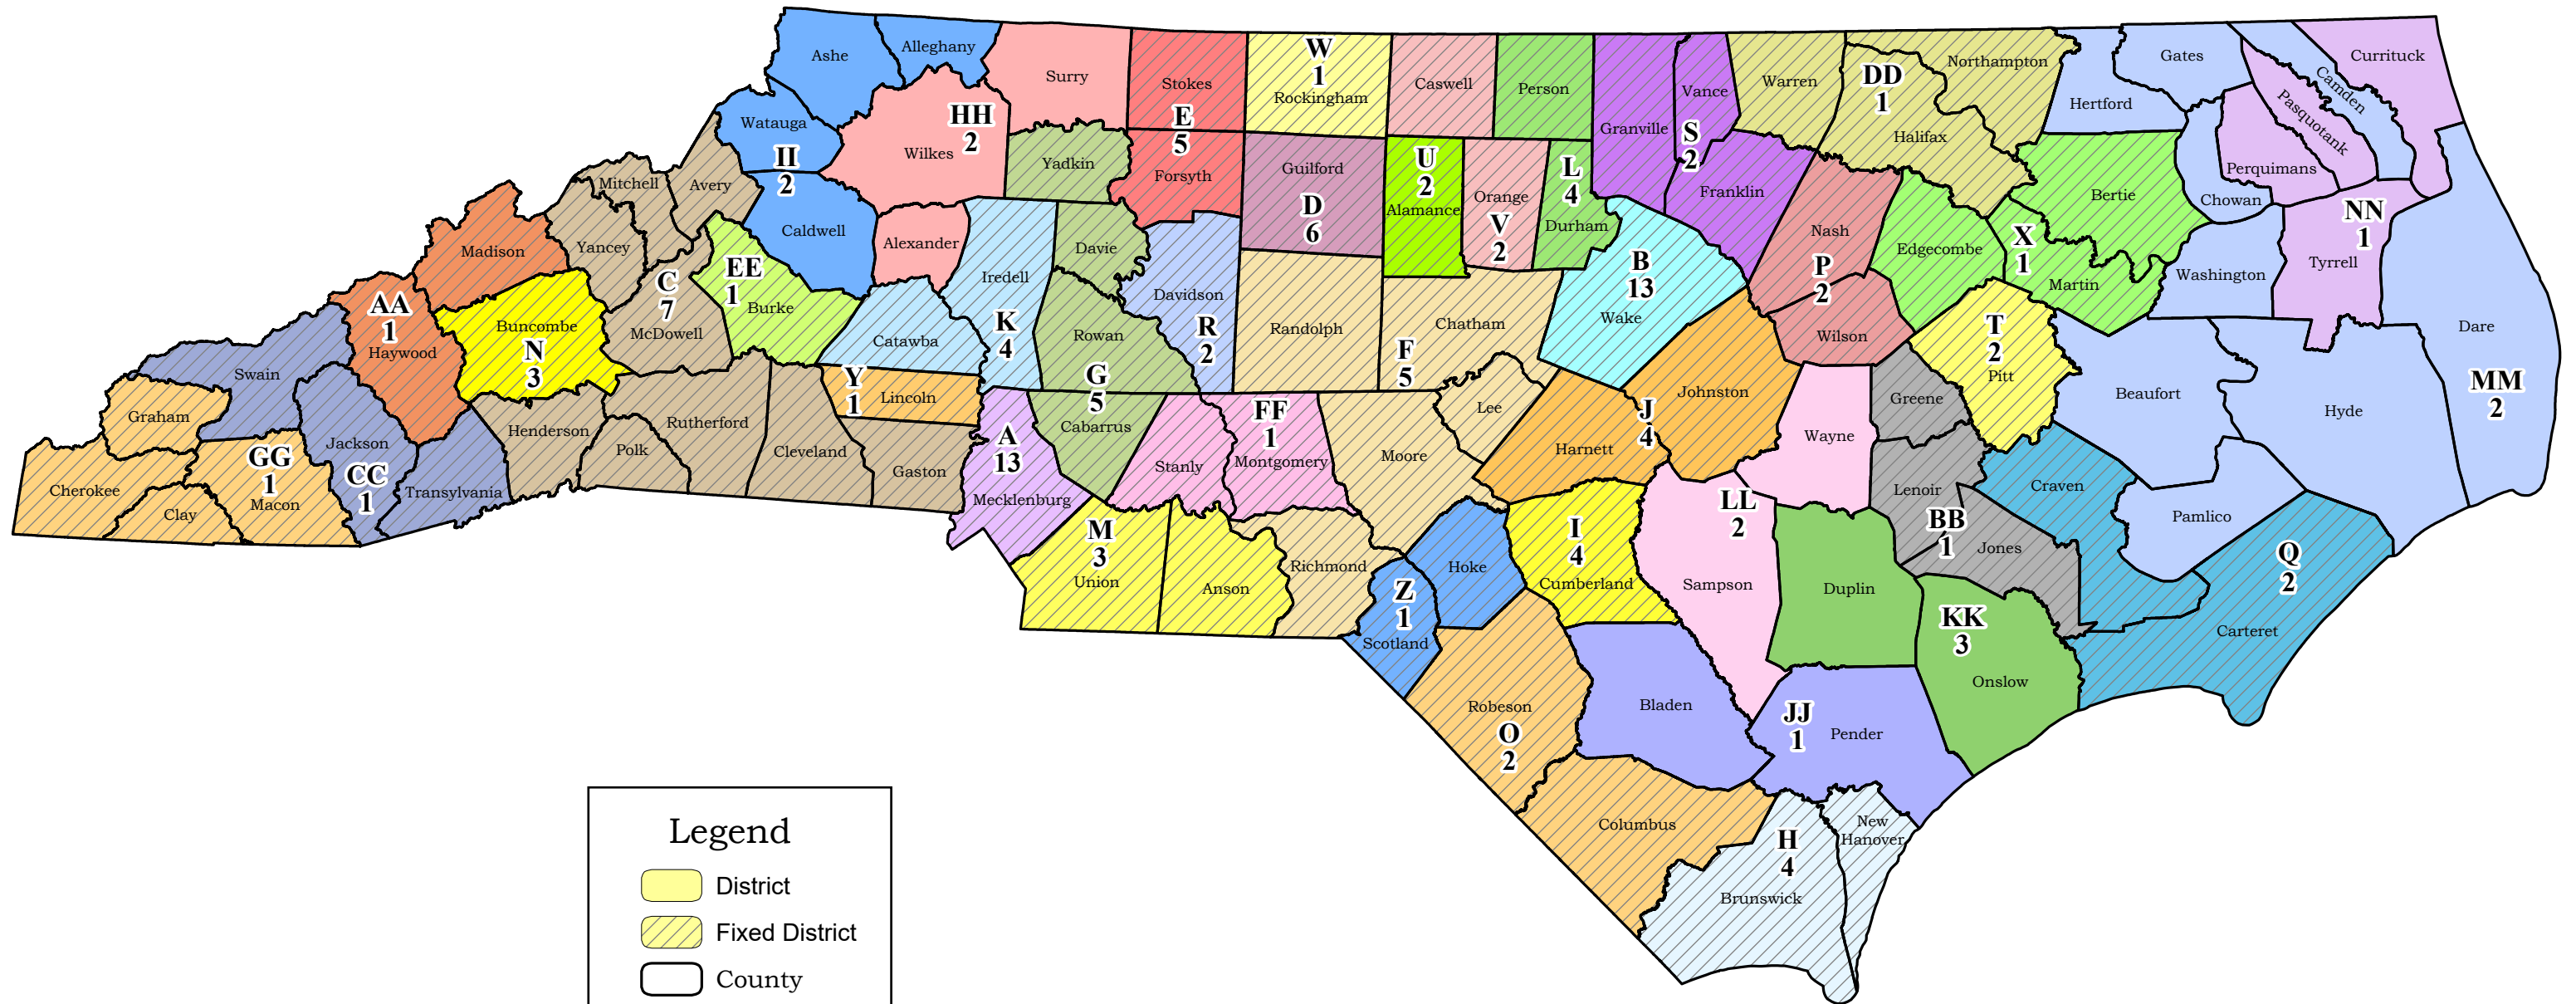 Ashe
Alleghany
Surry
Stokes
W
1
Rockingham
Caswell
Person
Granville
Vance
Warren
DD
1
Northampton
Halifax
Gates
Hertford
Camden
Pasquotank
Currituck
Perquimans
Chowan
Watauga
II
2
HH
2
Wilkes
Yadkin
E
5
Forsyth
Guilford
D
6
U
2
Alamance
Orange
V
2
L
4
Durham
S
2
Franklin
Nash
P
2
Wilson
Edgecombe
X
1
Martin
Bertie
Washington
NN
1
Tyrrell
Dare
MM
2
Mitchell
Avery
Yancey
Madison
Caldwell
Alexander
Iredell
K
4
Davie
Davidson
R
2
Randolph
Chatham
F
5
B
13
Wake
Johnston
J
4
Harnett
Lee
Moore
AA
1
Haywood
Buncombe
N
3
C
7
McDowell
EE
1
Burke
Catawba
Rowan
G
5
Cabarrus
Y
1
Lincoln
Gaston
Cleveland
Rutherford
Polk
Henderson
Transylvania
Swain
Graham
Jackson
CC
1
GG
1
Macon
Cherokee
Clay
A
13
Mecklenburg
Stanly
FF
1
Montgomery
M
3
Union
Anson
Richmond
Z
1
Scotland
Hoke
I
4
Cumberland
LL
2
Sampson
Wayne
Greene
Lenoir
BB
1
Jones
T
2
Pitt
Beaufort
Hyde
Craven
Pamlico
Q
2
Carteret
Duplin
KK
3
Onslow
Robeson
O
2
Bladen
JJ
1
Pender
Columbus
H
4
Brunswick
New
Hanover
Legend
District
Fixed District
County